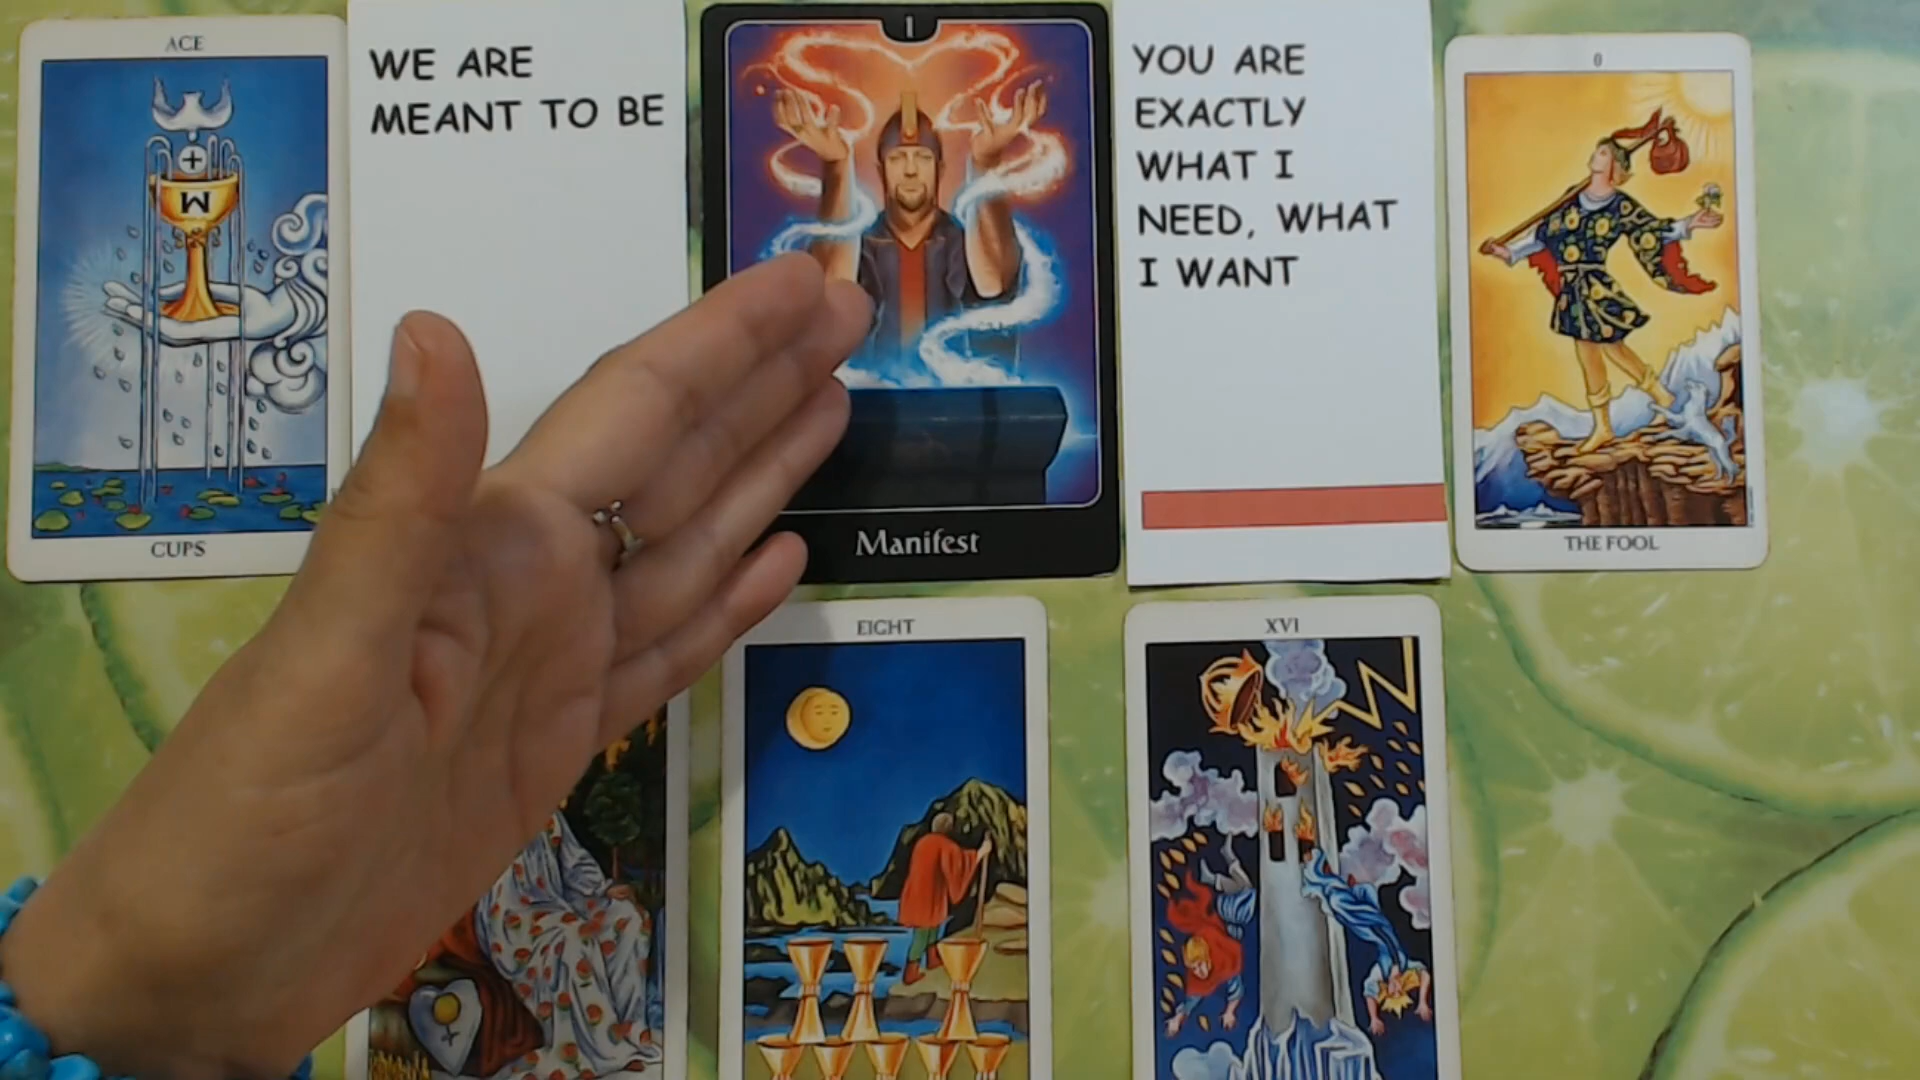 ACE
W
CUPS
WE ARE
MEANT TO BE
I
Manifest
YOU ARE
EXACTLY
WHAT I
NEED, WHAT
I WANT
0
THE FOOL
EIGHT
XVI